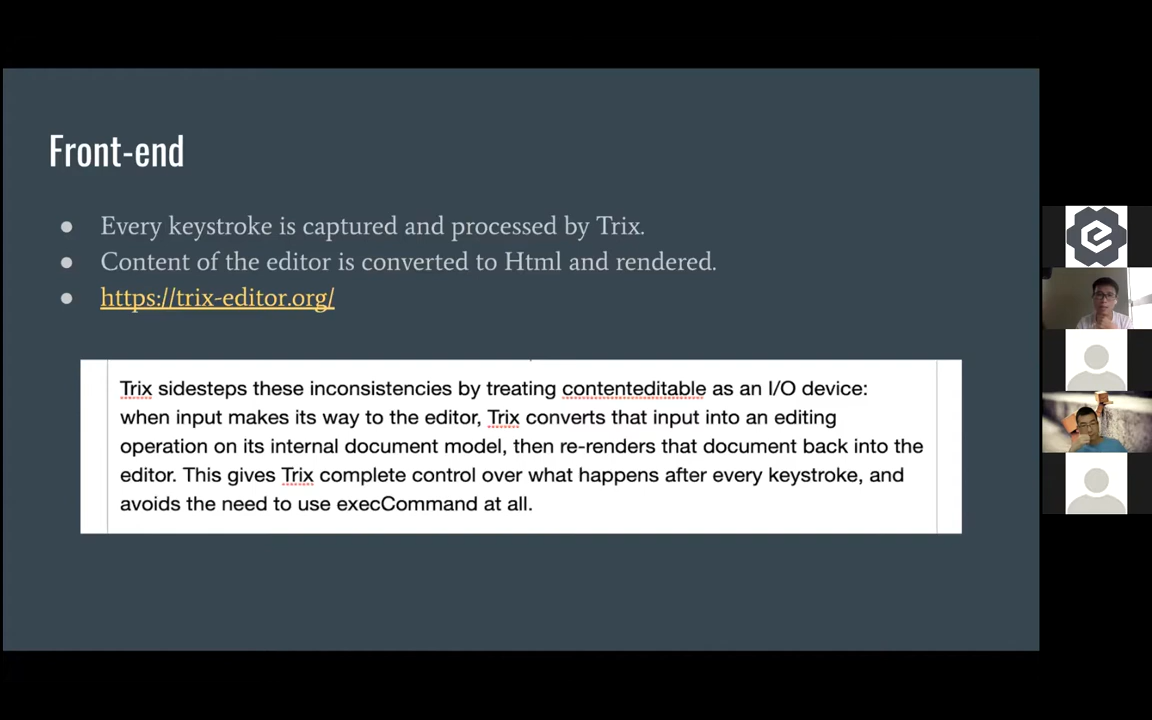 Front-end
● Every keystroke is captured and processed by Trix.
● Content of the editor is converted to Html and rendered.
● https://trix-editor.org/
Trix sidesteps these inconsistencies by treating contenteditable as an I/O device:
when input makes its way to the editor, Trix converts that input into an editing
operation on its internal document model, then re-renders that document back into the
editor. This gives Trix complete control over what happens after every keystroke, and
avoids the need to use execCommand at all.